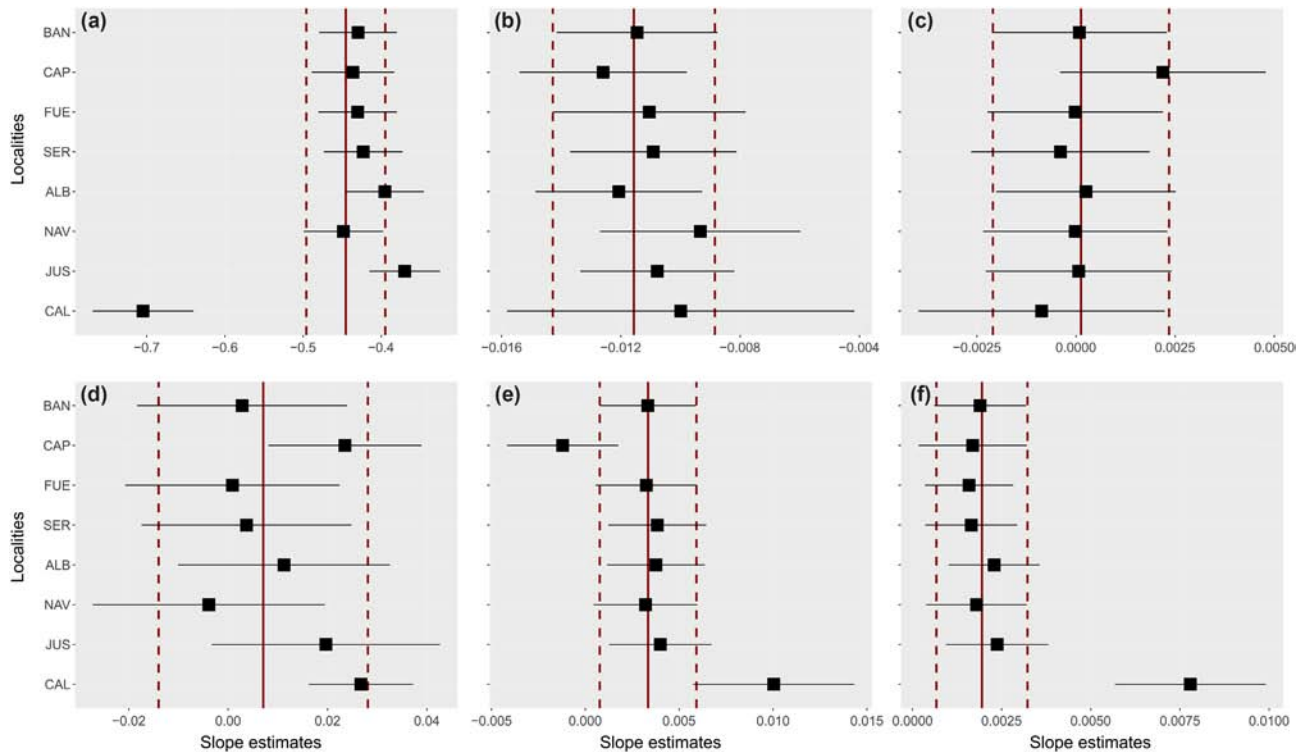 (a)
(b)
(c)
Localities
BAN
CAP
FUE
SER
ALB
NAV
JUS
CAL
−0.7 −0.6 −0.5 −0.4
−0.016 −0.012 −0.008 −0.004
−0.0025 0.0000 0.0025 0.0050
(d)
(e)
(f)
Localities
BAN
CAP
FUE
SER
ALB
NAV
JUS
CAL
−0.02 0.00 0.02 0.04
−0.005 0.000 0.005 0.010 0.015
0.0000 0.0025 0.0050 0.0075 0.0100
Slope estimates
Slope estimates
Slope estimates